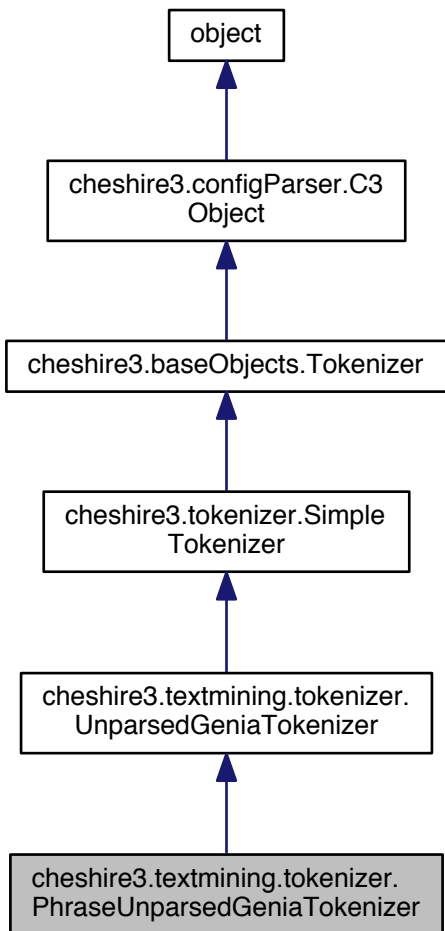 object
cheshire3.configParser.C3
Object
cheshire3.baseObjects.Tokenizer
cheshire3.tokenizer.Simple
Tokenizer
cheshire3.textmining.tokenizer.
UnparsedGeniaTokenizer
cheshire3.textmining.tokenizer.
PhraseUnparsedGeniaTokenizer